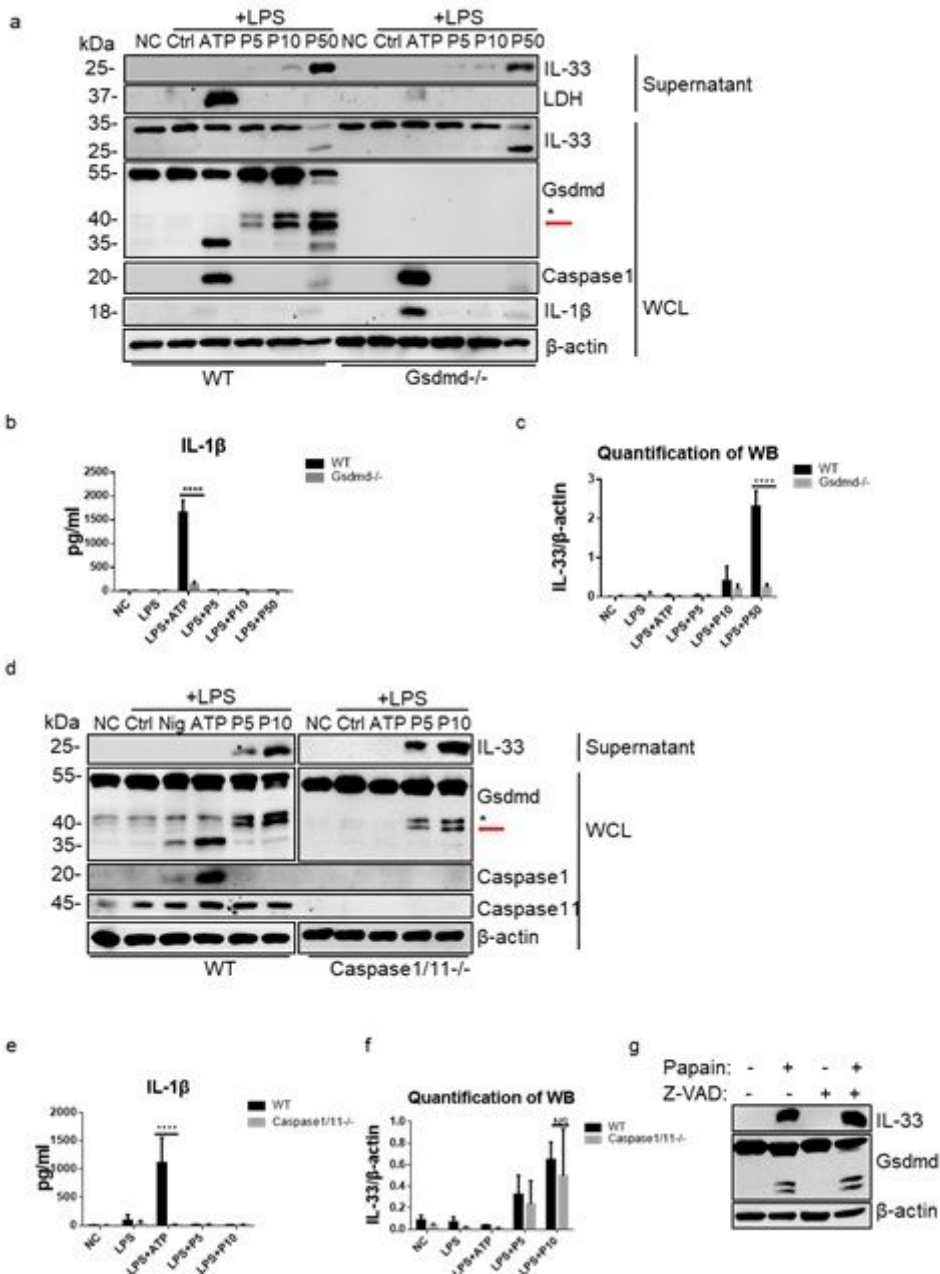 a
+LPS +LPS
kDa NC Ctrl ATP P5 P10 P50 NC Ctrl ATP P5 P10 P50
25- IL-33
Supernatant
37- LDH
35- IL-33
25-
55- Gsdmd
*
40-
35-
20- Caspase1
WCL
18- IL-1β
β-actin
WT Gsdmd-/-
b c
IL-1β
WT
Gsdmd-/-
2500
2000
1500
1000
500
0
pg/ml
****
NC LPS LPS+ATP LPS+P5 LPS+P10 LPS+P50
Quantification of WB
WT
Gsdmd-/-
3
2
1
0
IL-33/β-actin
****
NC LPS LPS+ATP LPS+P5 LPS+P10 LPS+P50
d
+LPS +LPS
kDa NC Ctrl Nig ATP P5 P10 NC Ctrl ATP P5 P10
25- IL-33 Supernatant
55- Gsdmd
*
40-
WCL
35-
20- Caspase1
45- Caspase11
β-actin
WT Caspase1/11-/-
e f g
IL-1β
WT
Caspase1/11-/-
2000
1500
1000
500
0
pg/ml
****
NC LPS LPS+ATP LPS+P5 LPS+P10
Quantification of WB
WT
Caspase1/11-/-
1.0
0.8
0.6
0.4
0.2
0.0
IL-33/β-actin
NS
NC LPS LPS+ATP LPS+P5 LPS+P10
Papain: - + - +
Z-VAD: - - + +
IL-33
Gsdmd
β-actin